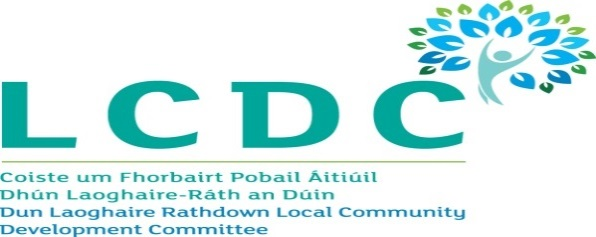 LCDC
Coiste um Fhorbairt Pobail Áitiúil
Dhún Laoghaire-Ráth an Dúin
Dun Laoghaire Rathdown Local Community
Development Committee